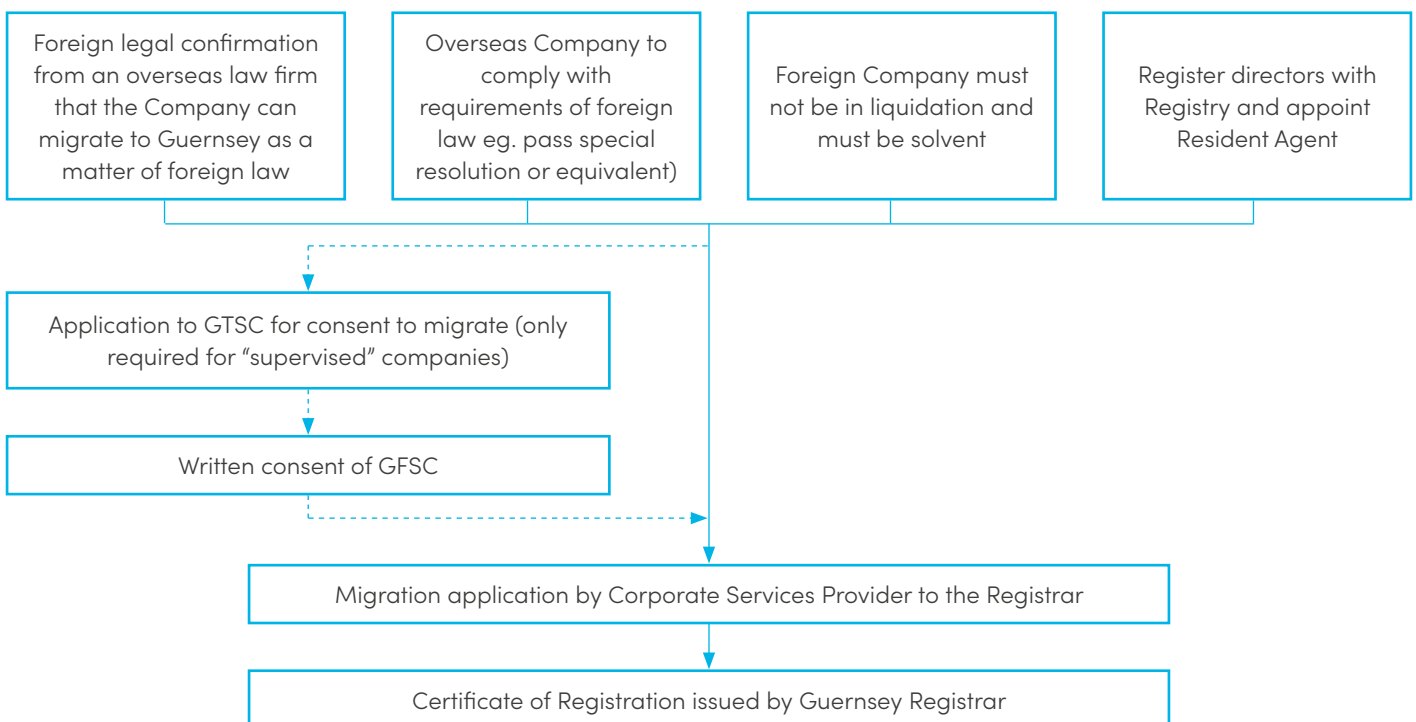 Foreign legal confirmation
from an overseas law firm
that the Company can
migrate to Guernsey as a
matter of foreign law
Overseas Company to
comply with
requirements of foreign
law eg. pass special
resolution or equivalent)
Foreign Company must
not be in liquidation and
must be solvent
Register directors with
Registry and appoint
Resident Agent
Application to GTSC for consent to migrate (only
required for “supervised” companies)
Written consent of GFSC
Migration application by Corporate Services Provider to the Registrar
Certificate of Registration issued by Guernsey Registrar